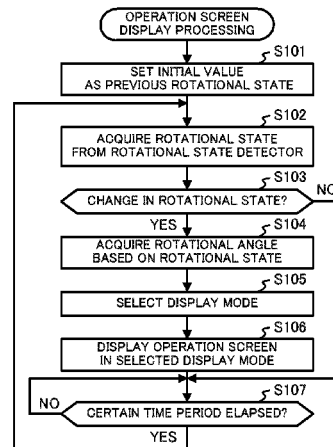 OPERATION SCREEN
DISPLAY PROCESSING
S101
SET INITIAL VALUE
AS PREVIOUS ROTATIONAL STATE
S102
ACQUIRE ROTATIONAL STATE
FROM ROTATIONAL STATE DETECTOR
S103
CHANGE IN ROTATIONAL STATE?
NO
YES
S104
ACQUIRE ROTATIONAL ANGLE
BASED ON ROTATIONAL STATE
S105
SELECT DISPLAY MODE
S106
DISPLAY OPERATION SCREEN
IN SELECTED DISPLAY MODE
S107
NO
CERTAIN TIME PERIOD ELAPSED?
YES